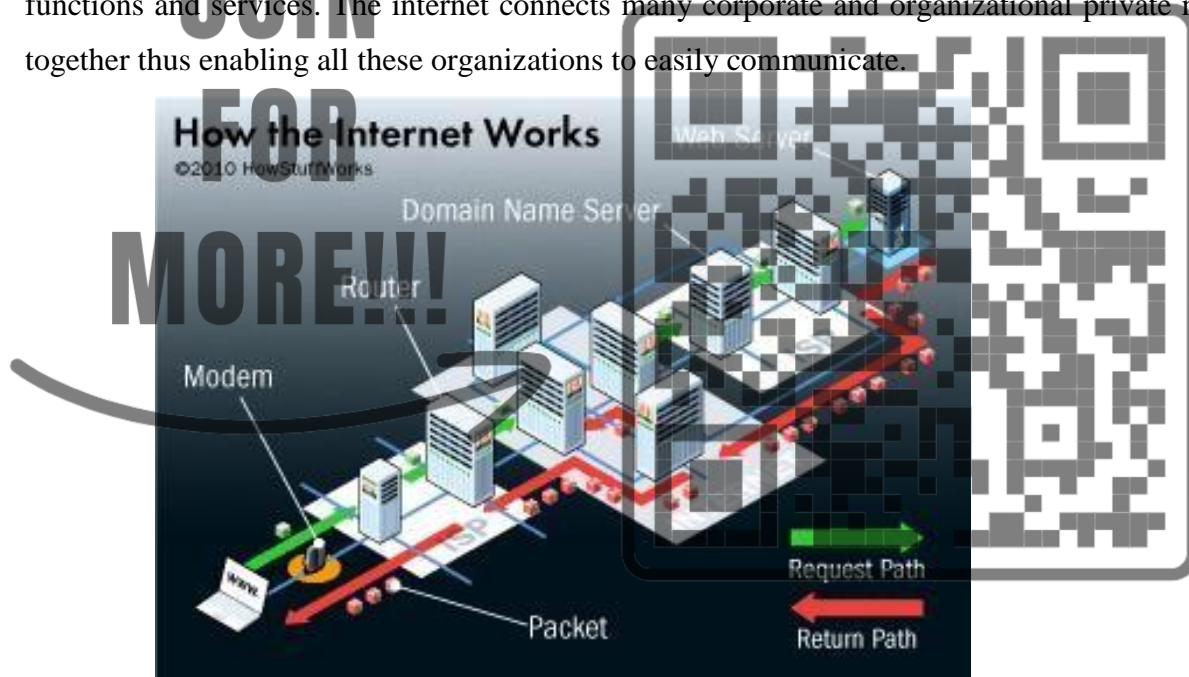 functions and services. The internet connects many corporate and organizational private
together thus enabling all these organizations to easily communicate.
JOIN
FOR
MORE!!!
How the Internet Works
©2010 HowStuffWorks
Web Server
Domain Name Server
Router
Modem
www.
ISP
ISP
Packet
Request Path
Return Path